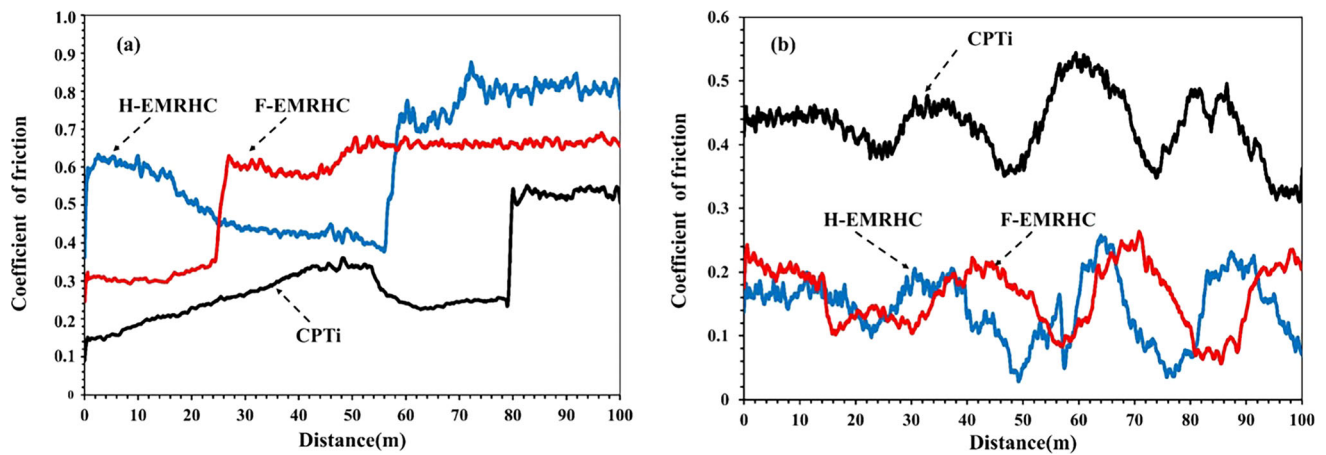 (a)
1.0
0.9
0.8
0.7
0.6
0.5
0.4
0.3
0.2
0.1
0
Coefficient of friction
H-EMRHC
F-EMRHC
CPTi
0 10 20 30 40 50 60 70 80 90 100
Distance(m)
(b)
0.6
0.5
0.4
0.3
0.2
0.1
0
Coefficient of friction
CPTi
H-EMRHC
F-EMRHC
0 10 20 30 40 50 60 70 80 90 100
Distance(m)